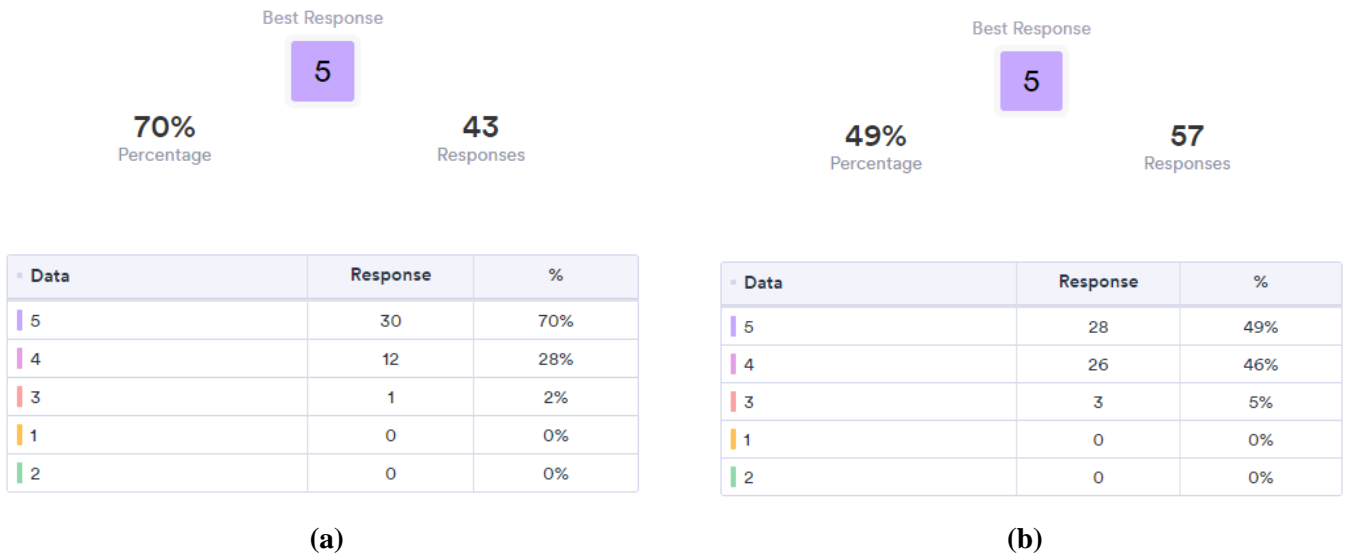 Best Response
5
70%
Percentage
43
Responses
Data Response %
5 30 70%
4 12 28%
3 1 2%
1 0 0%
2 0 0%
(a)
Best Response
5
49%
Percentage
57
Responses
Data Response %
5 28 49%
4 26 46%
3 3 5%
1 0 0%
2 0 0%
(b)